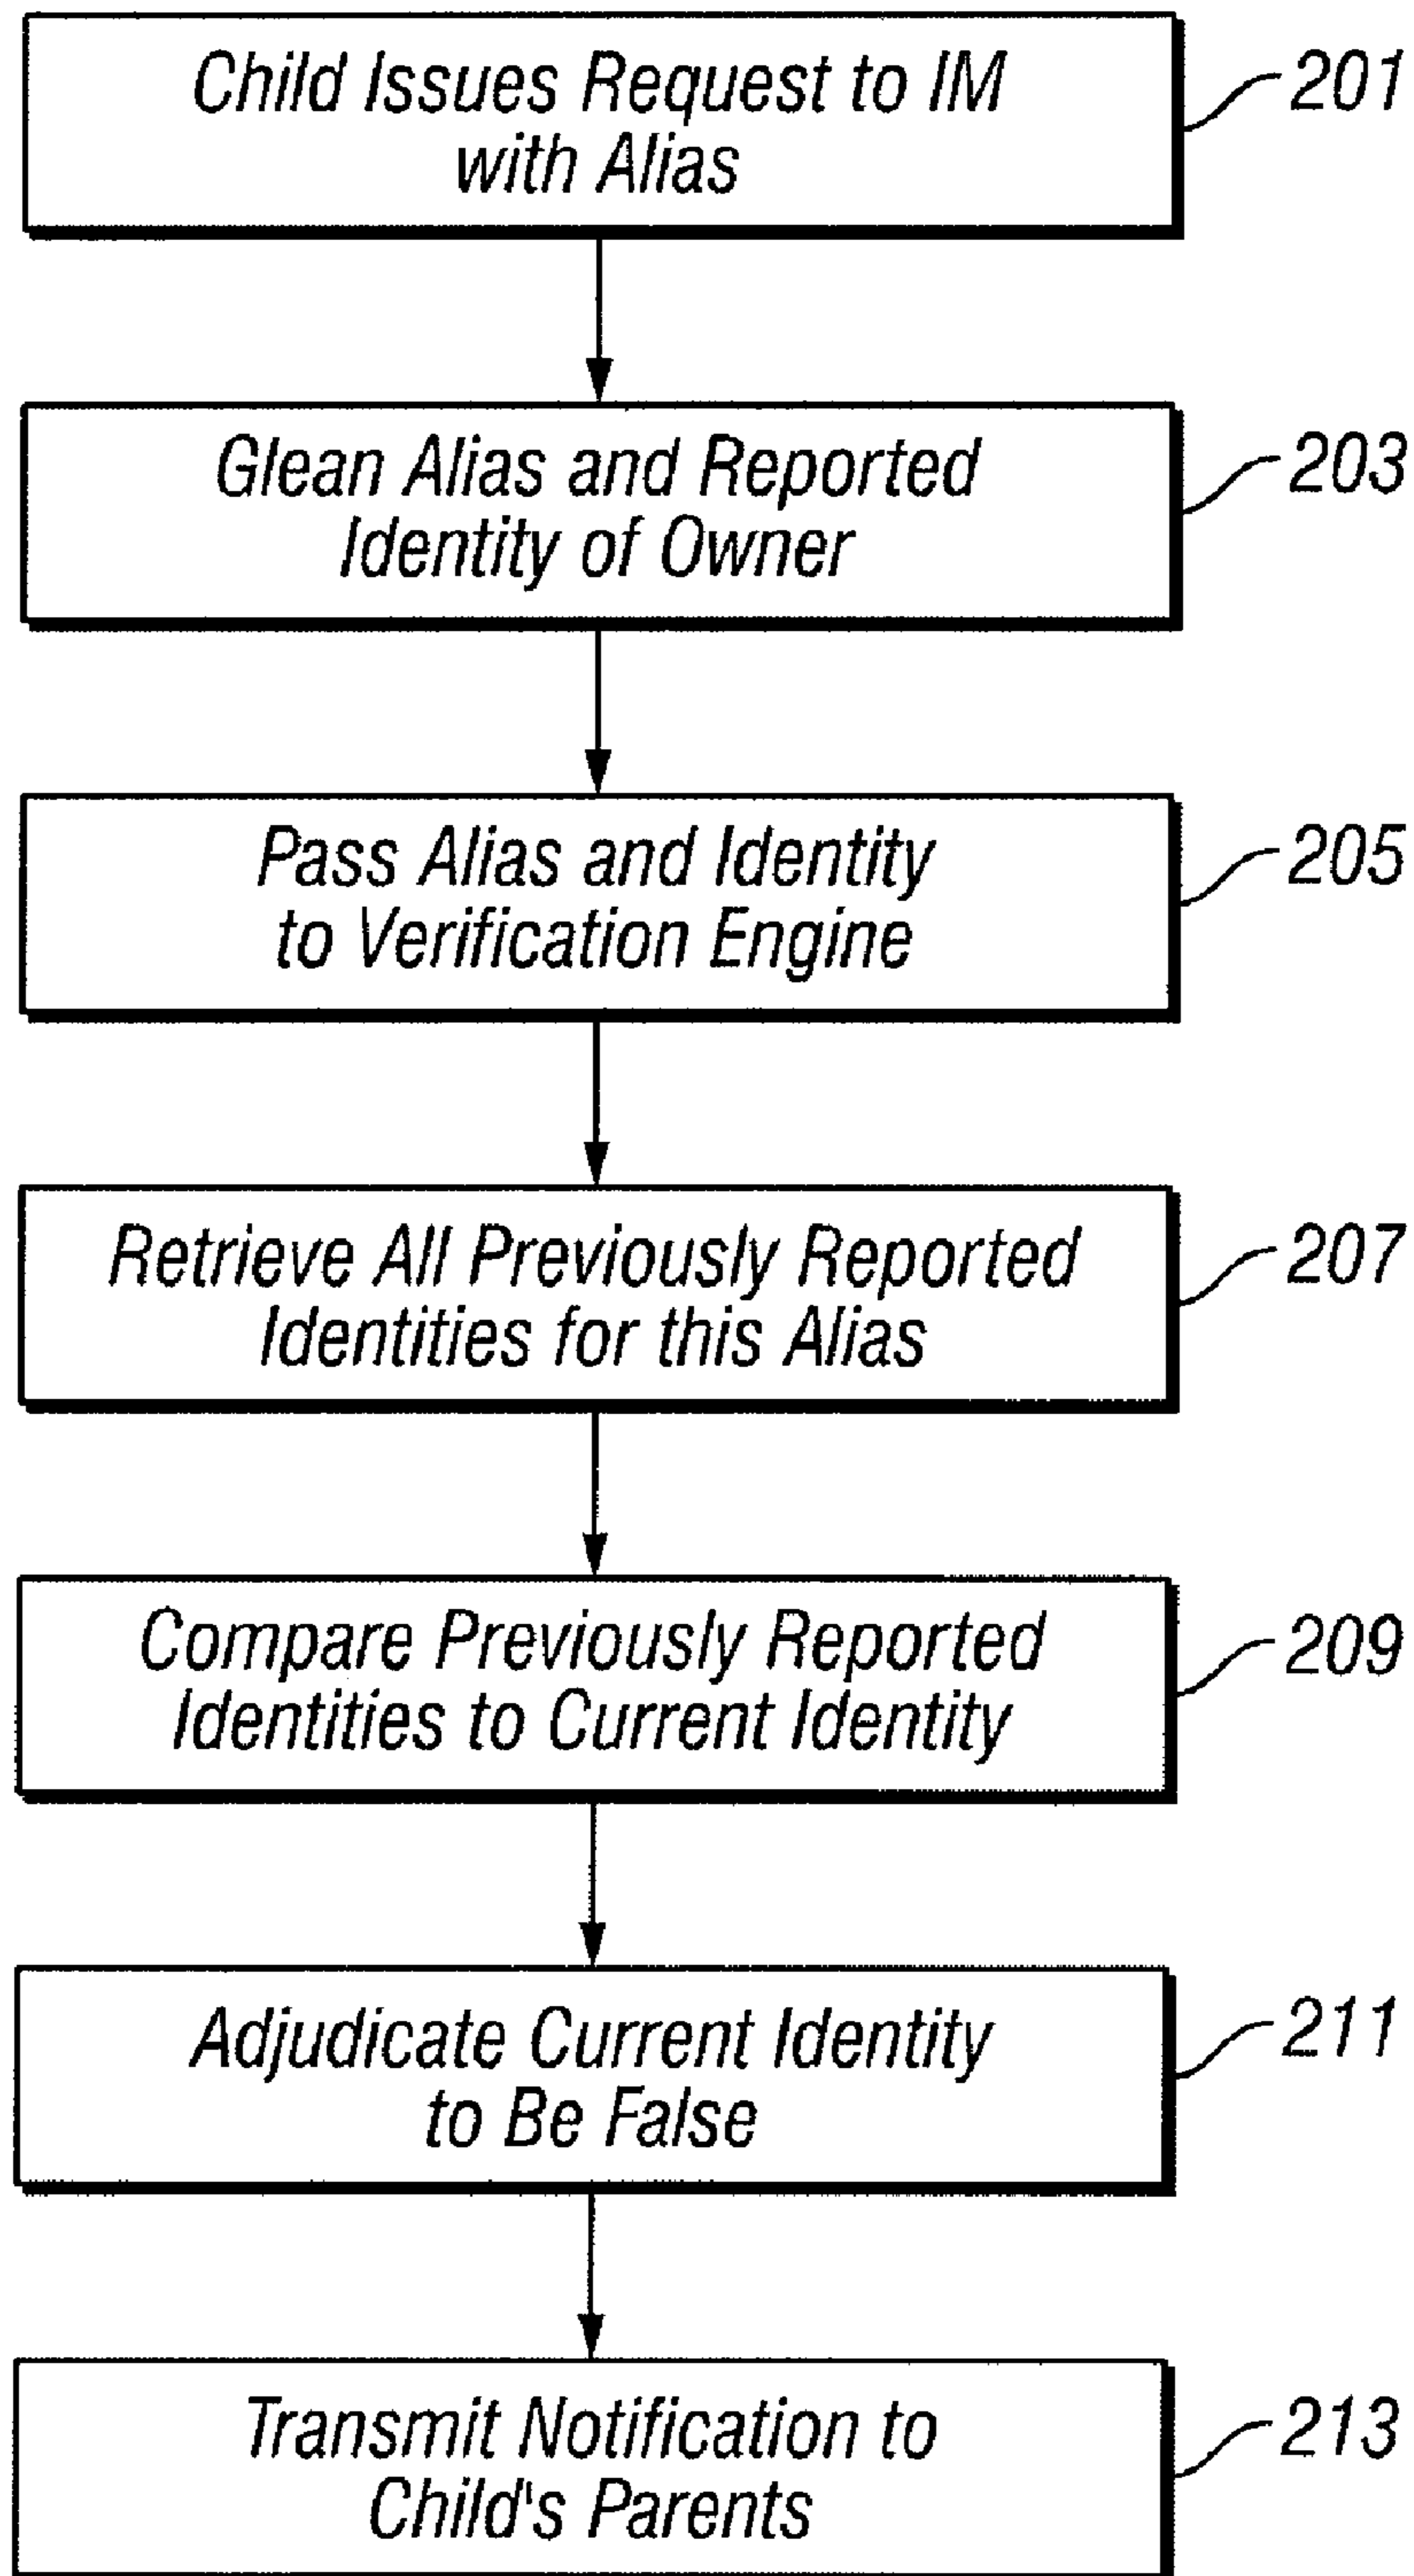 Child Issues Request to IM
with Alias
201
Glean Alias and Reported
Identity of Owner
203
Pass Alias and Identity
to Verification Engine
205
Retrieve All Previously Reported
Identities for this Alias
207
Compare Previously Reported
Identities to Current Identity
209
Adjudicate Current Identity
to Be False
211
Transmit Notification to
Child's Parents
213